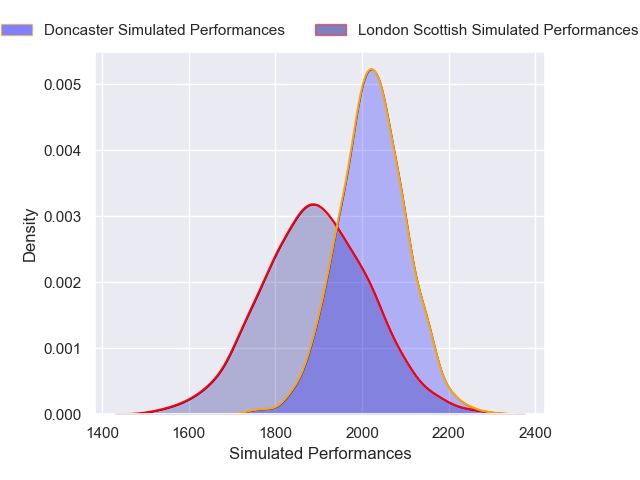 Doncaster Simulated Performances London Scottish Simulated Performances
0.005
0.004
0.003
0.002
0.001
0.000
Density
1400 1600 1800 2000 2200 2400
Simulated Performances